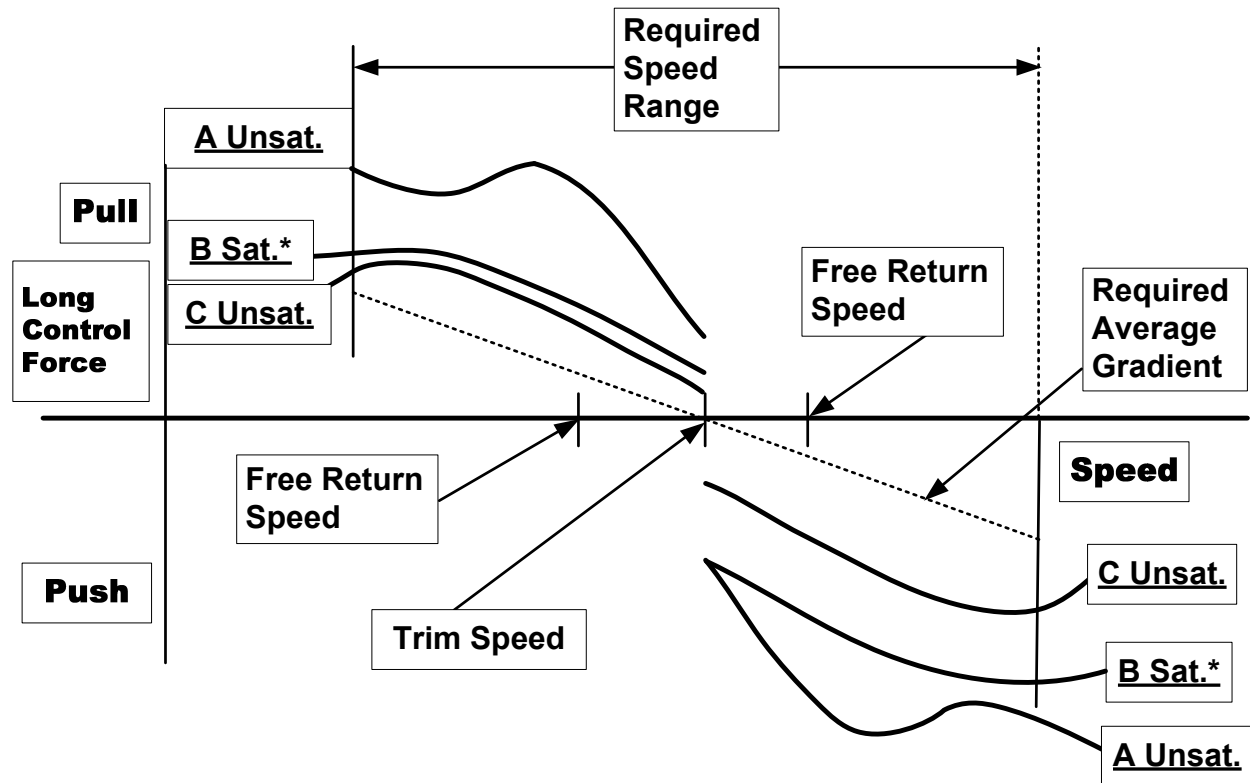 Required
Speed
Range
A Unsat.
Pull
B Sat.*
C Unsat.
Long
Control
Force
Free Return
Speed
Required
Average
Gradient
Free Return
Speed
Speed
Push
Trim Speed
C Unsat.
B Sat.*
A Unsat.